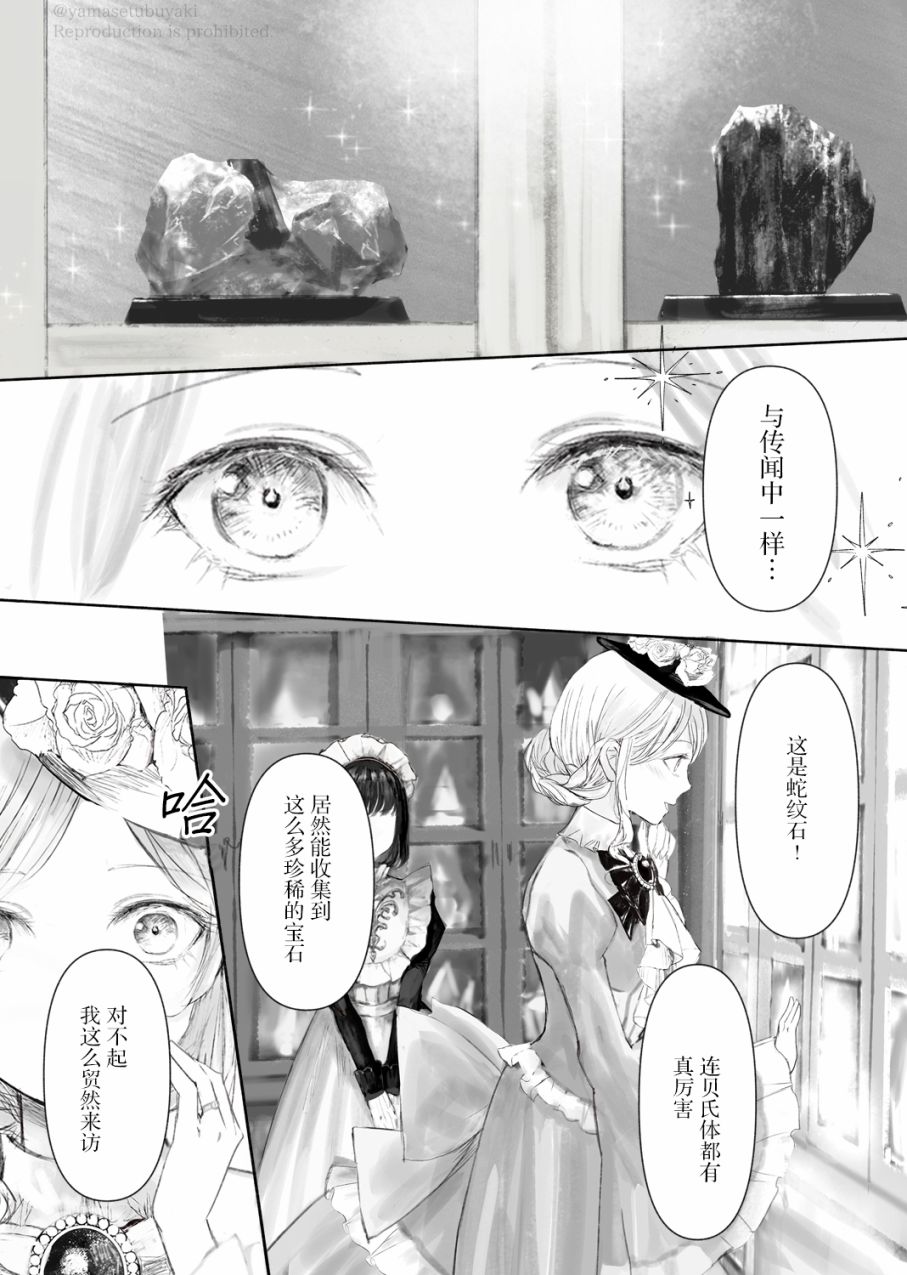 @yamasetubuyaki
Reproduction is prohibited.
与传闻中一样…
这是蛇纹石！
连贝氏体都有
真厉害
居然能收集到
这么多珍稀的宝石
哈
对不起
我这么贸然来访